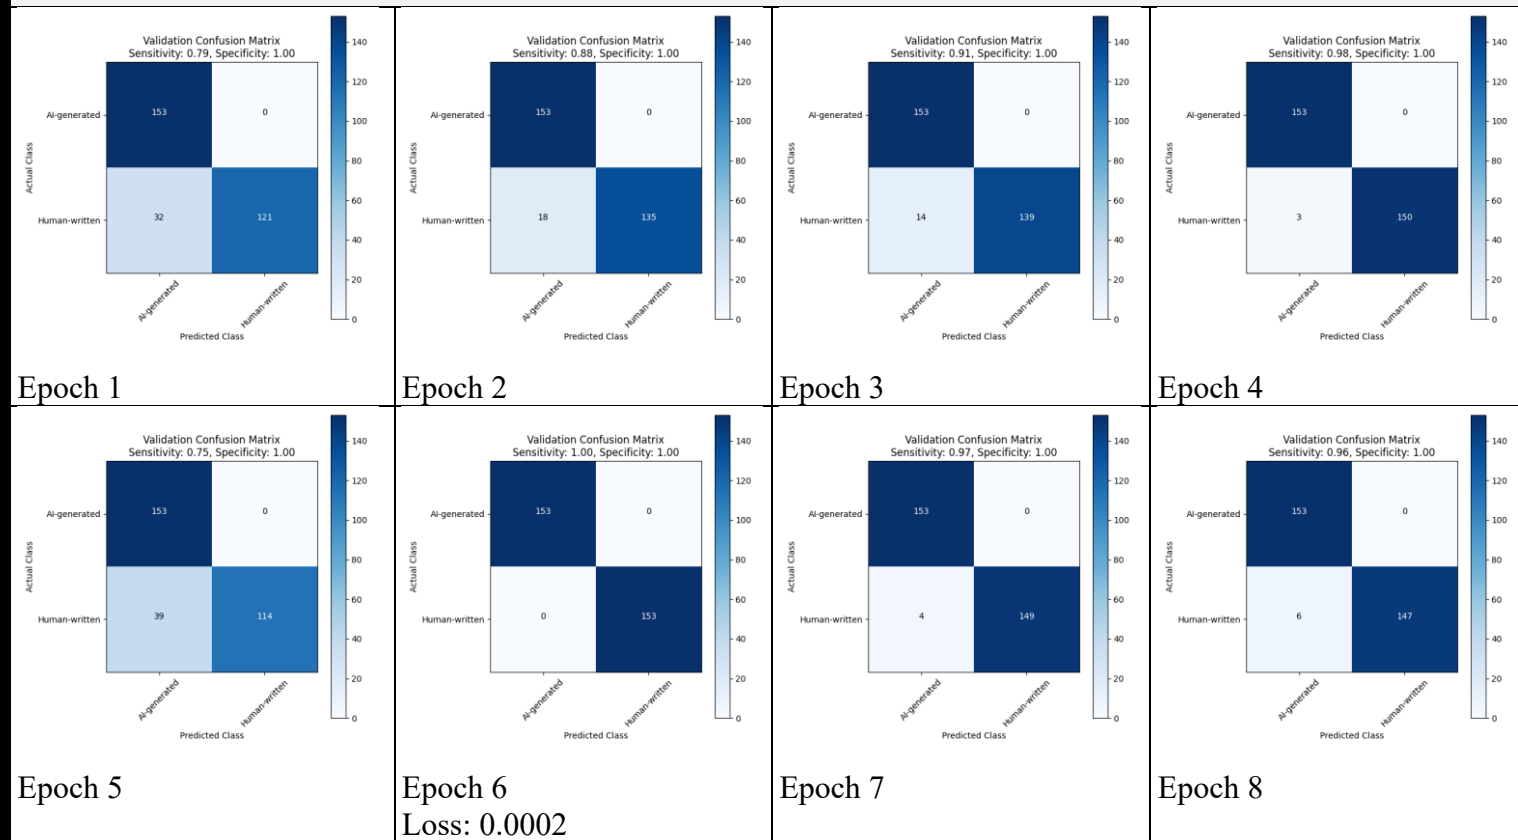 Validation Confusion Matrix
Sensitivity: 0.79, Specificity: 1.00
140
120
100
80
60
40
20
0
AI-generated
Human-written
Actual Class
153
0
32
121
AI-generated
Human-written
Predicted Class
Epoch 1
Validation Confusion Matrix
Sensitivity: 0.88, Specificity: 1.00
140
120
100
80
60
40
20
0
AI-generated
Human-written
Actual Class
153
0
18
135
AI-generated
Human-written
Predicted Class
Epoch 2
Validation Confusion Matrix
Sensitivity: 0.91, Specificity: 1.00
140
120
100
80
60
40
20
0
AI-generated
Human-written
Actual Class
153
0
14
139
AI-generated
Human-written
Predicted Class
Epoch 3
Validation Confusion Matrix
Sensitivity: 0.98, Specificity: 1.00
140
120
100
80
60
40
20
0
AI-generated
Human-written
Actual Class
153
0
3
150
AI-generated
Human-written
Predicted Class
Epoch 4
Validation Confusion Matrix
Sensitivity: 0.75, Specificity: 1.00
140
120
100
80
60
40
20
0
AI-generated
Human-written
Actual Class
153
0
39
114
AI-generated
Human-written
Predicted Class
Epoch 5
Validation Confusion Matrix
Sensitivity: 1.00, Specificity: 1.00
140
120
100
80
60
40
20
0
AI-generated
Human-written
Actual Class
153
0
0
153
AI-generated
Human-written
Predicted Class
Epoch 6
Loss: 0.0002
Validation Confusion Matrix
Sensitivity: 0.97, Specificity: 1.00
140
120
100
80
60
40
20
0
AI-generated
Human-written
Actual Class
153
0
4
149
AI-generated
Human-written
Predicted Class
Epoch 7
Validation Confusion Matrix
Sensitivity: 0.96, Specificity: 1.00
140
120
100
80
60
40
20
0
AI-generated
Human-written
Actual Class
153
0
6
147
AI-generated
Human-written
Predicted Class
Epoch 8